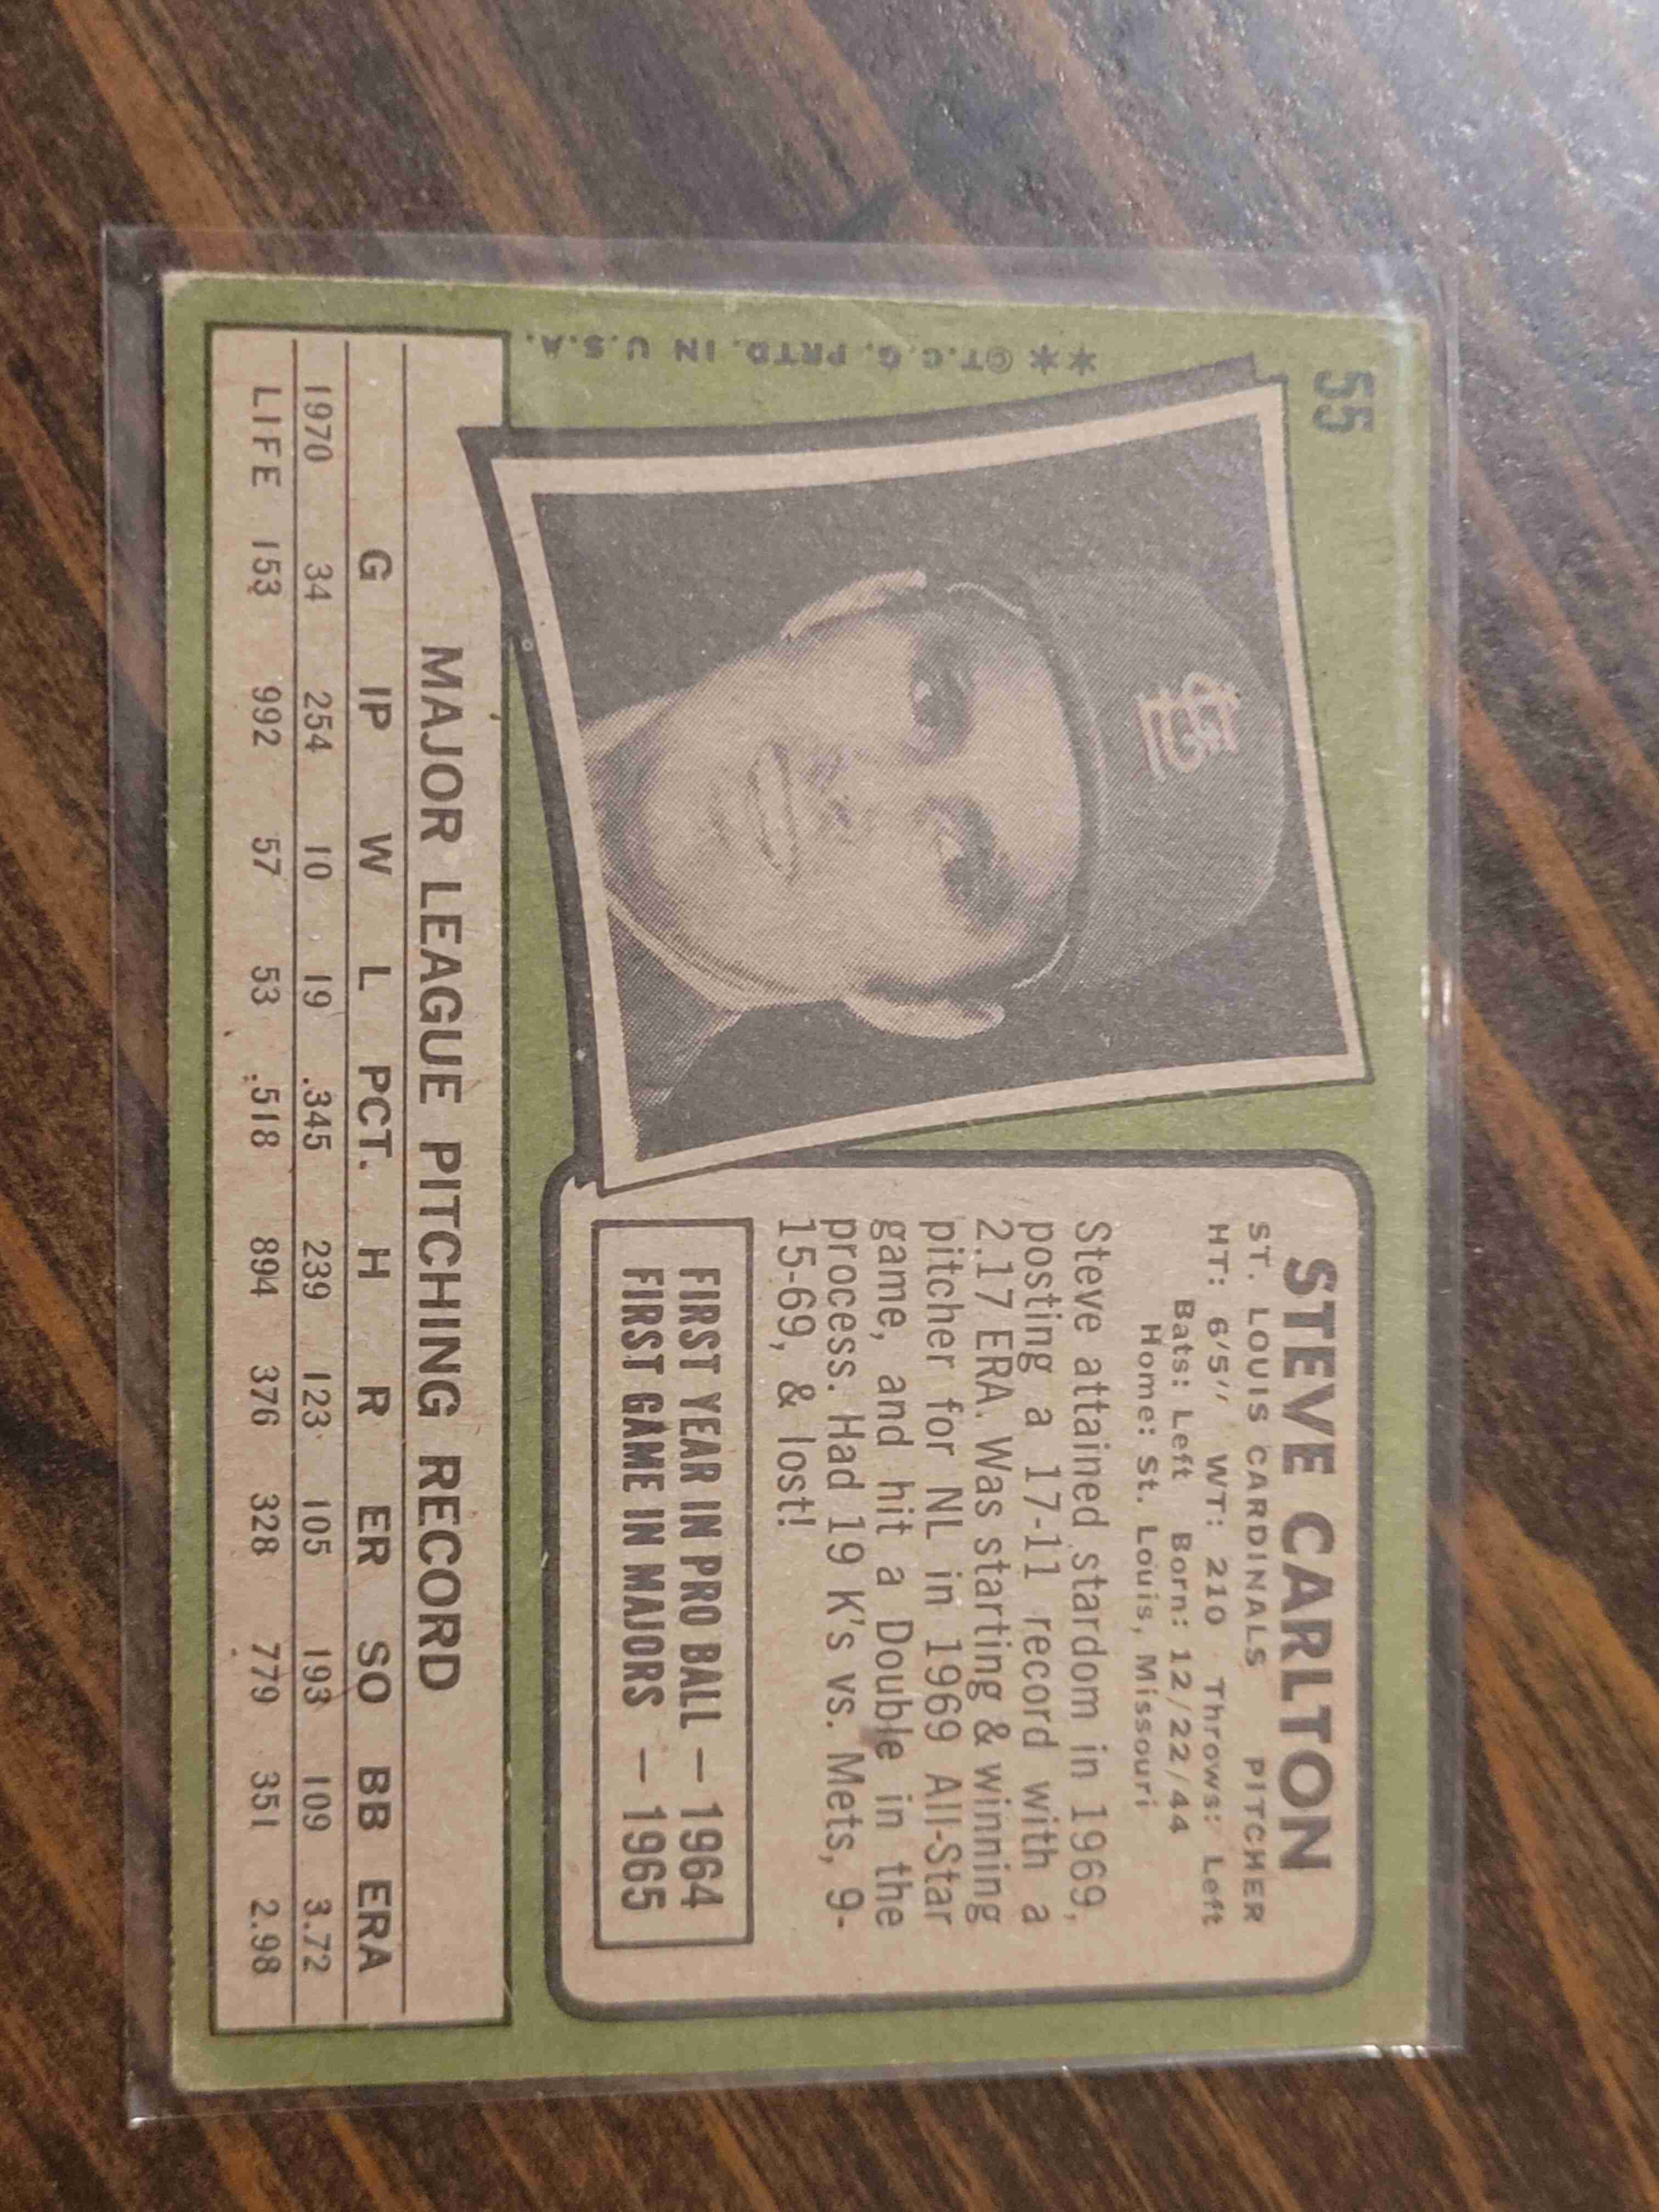 55
**©T.C.G. PRTD. IN U.S.A.
STL
STEVE CARLTON
ST. LOUIS CARDINALS PITCHER
HT: 6'5'' WT: 210 Throws: Left
Bats: Left Born: 12/22/44
Home: St. Louis, Missouri
Steve attained stardom in 1969,
posting a 17-11 record with a
2.17 ERA. Was starting & winning
pitcher for NL in 1969 All-Star
game, and hit a Double in the
process. Had 19 K's vs. Mets, 9-
15-69, & lost!
FIRST YEAR IN PRO BALL — 1964
FIRST GAME IN MAJORS — 1965
MAJOR LEAGUE PITCHING RECORD
G IP W L PCT. H R ER SO BB ERA
1970 34 254 10 19 .345 239 123 105 193 109 3.72
LIFE 153 992 57 53 .518 894 376 328 779 351 2.98